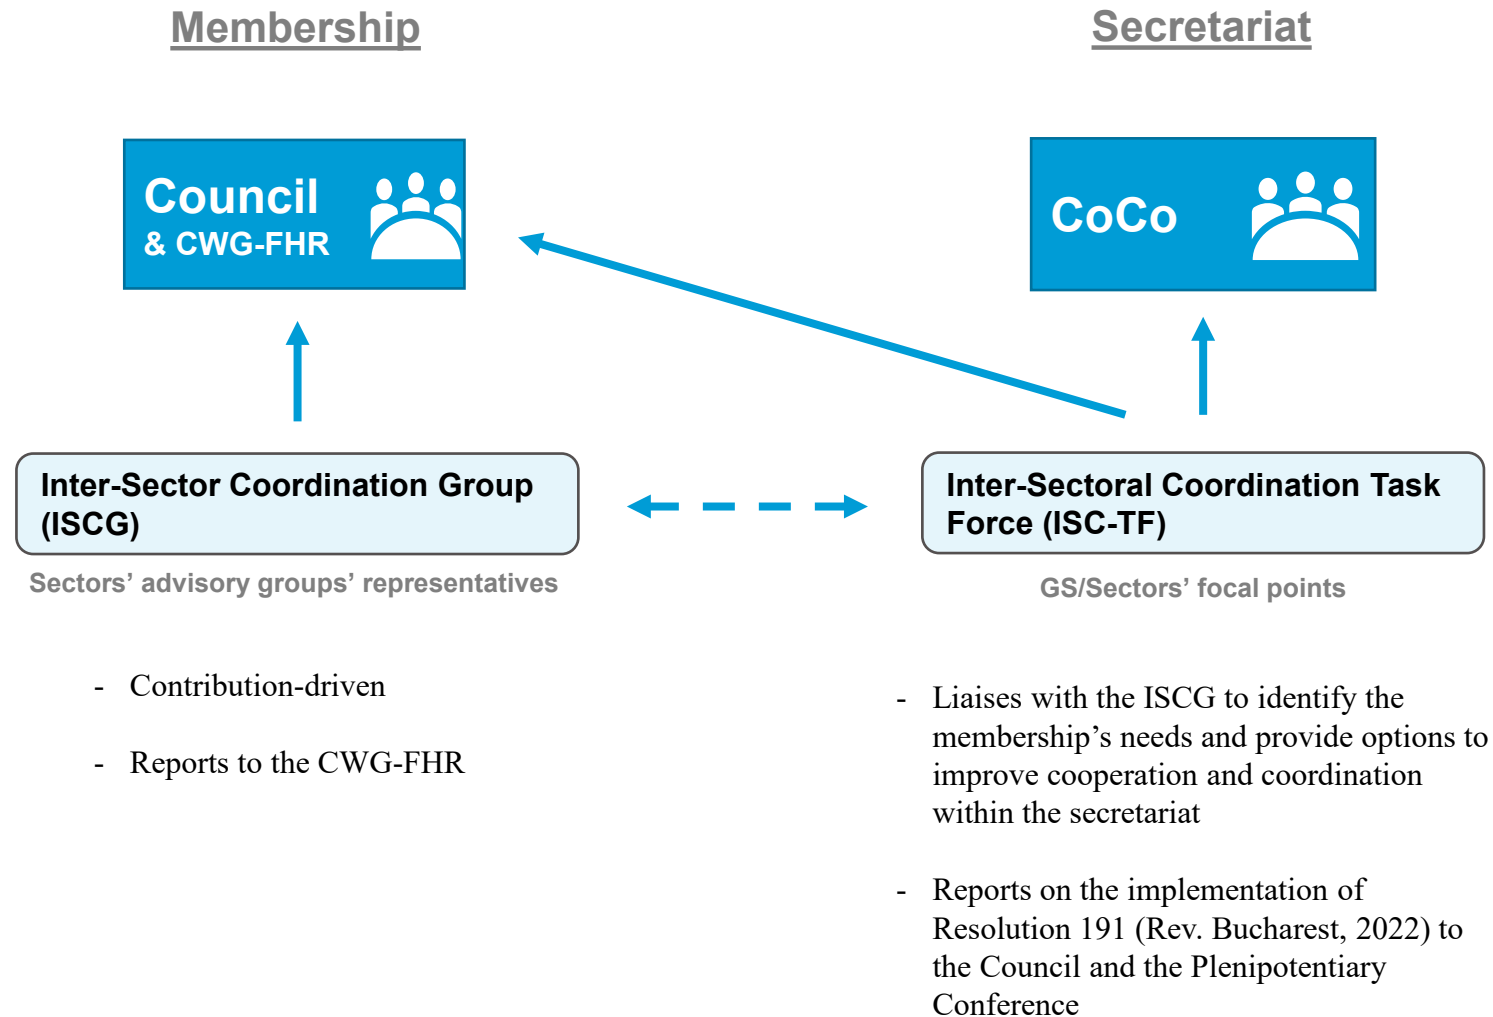 Membership
Secretariat
Council
& CWG-FHR
CoCo
Inter-Sector Coordination Group
(ISCG)
Inter-Sectoral Coordination Task
Force (ISC-TF)
Sectors’ advisory groups’ representatives
GS/Sectors’ focal points
- Contribution-driven
- Reports to the CWG-FHR
- Liaises with the ISCG to identify the
membership’s needs and provide options to
improve cooperation and coordination
within the secretariat
- Reports on the implementation of
Resolution 191 (Rev. Bucharest, 2022) to
the Council and the Plenipotentiary
Conference